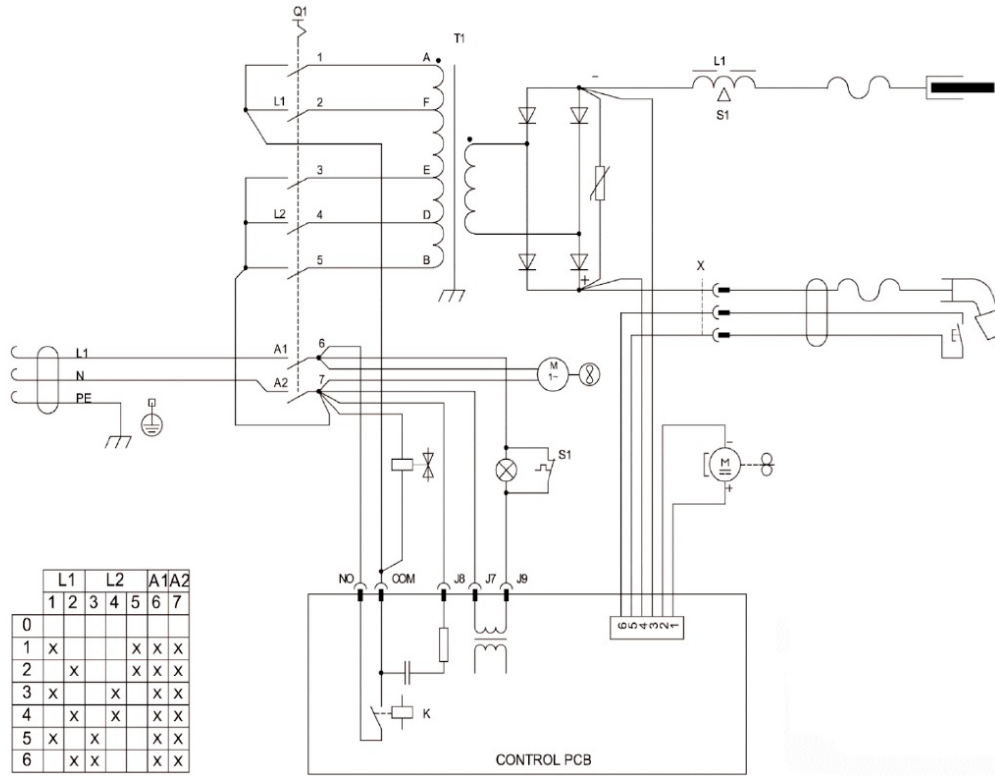 Q1
T1
1 A
L1 2 F
3 E
L2 4 D
5 B
− L1
S1
+ X
L1
N
PE
A1 6
A2 7
M
1~
S1
−
M
+
NO COM J8 J7 J9
6 5 4 3 2 1
K
CONTROL PCB
L1 L2 A1 A2
1 2 3 4 5 6 7
0
1 X X X X
2 X X X X
3 X X X X
4 X X X X
5 X X X X
6 X X X X